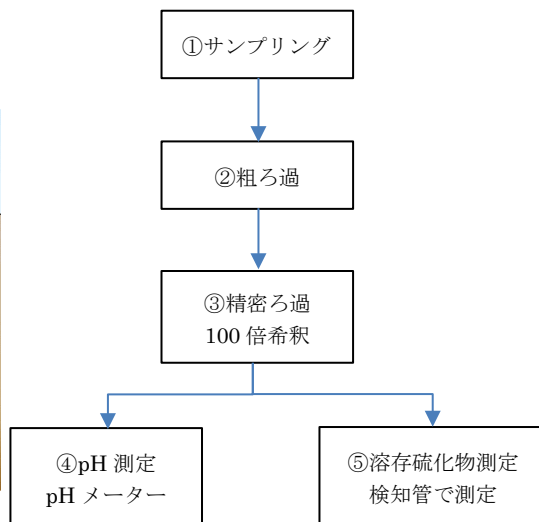 ①サンプリング
②粗ろ過
③精密ろ過
100 倍希釈
④pH 測定
pH メーター
⑤溶存硫化物測定
検知管で測定